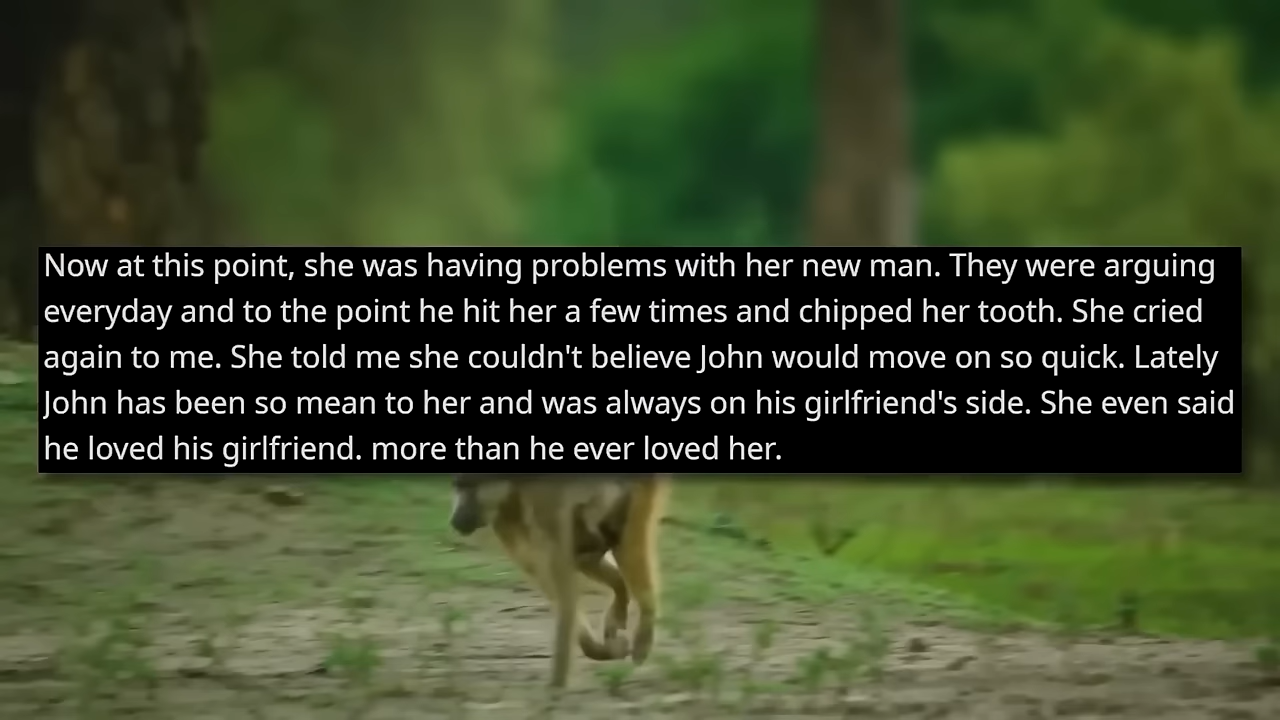 Now at this point, she was having problems with her new man. They were arguing
everyday and to the point he hit her a few times and chipped her tooth. She cried
again to me. She told me she couldn't believe John would move on so quick. Lately
John has been so mean to her and was always on his girlfriend's side. She even said
he loved his girlfriend. more than he ever loved her.